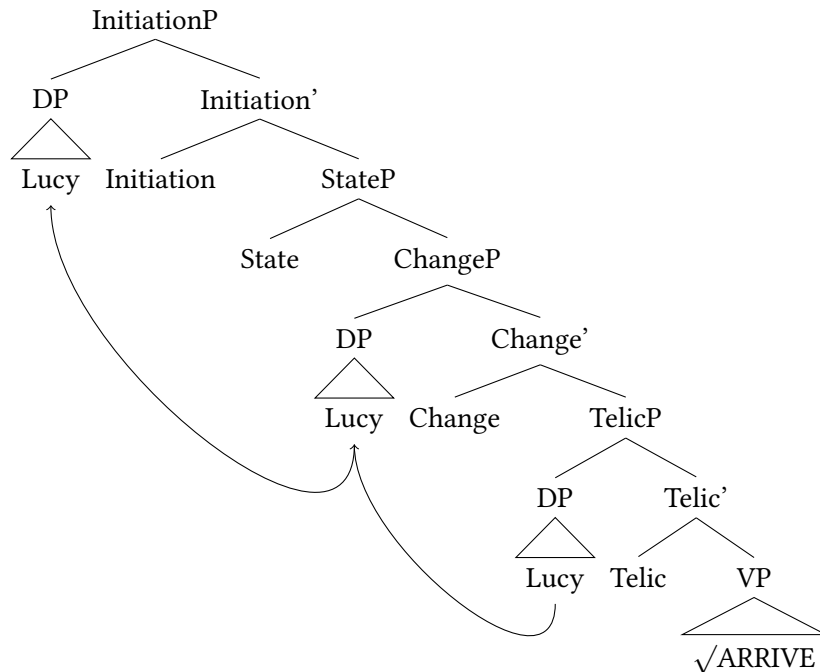 InitiationP
DP Initiation’
Lucy Initiation StateP
State ChangeP
DP Change’
Lucy Change TelicP
DP Telic’
Lucy Telic VP
√ARRIVE